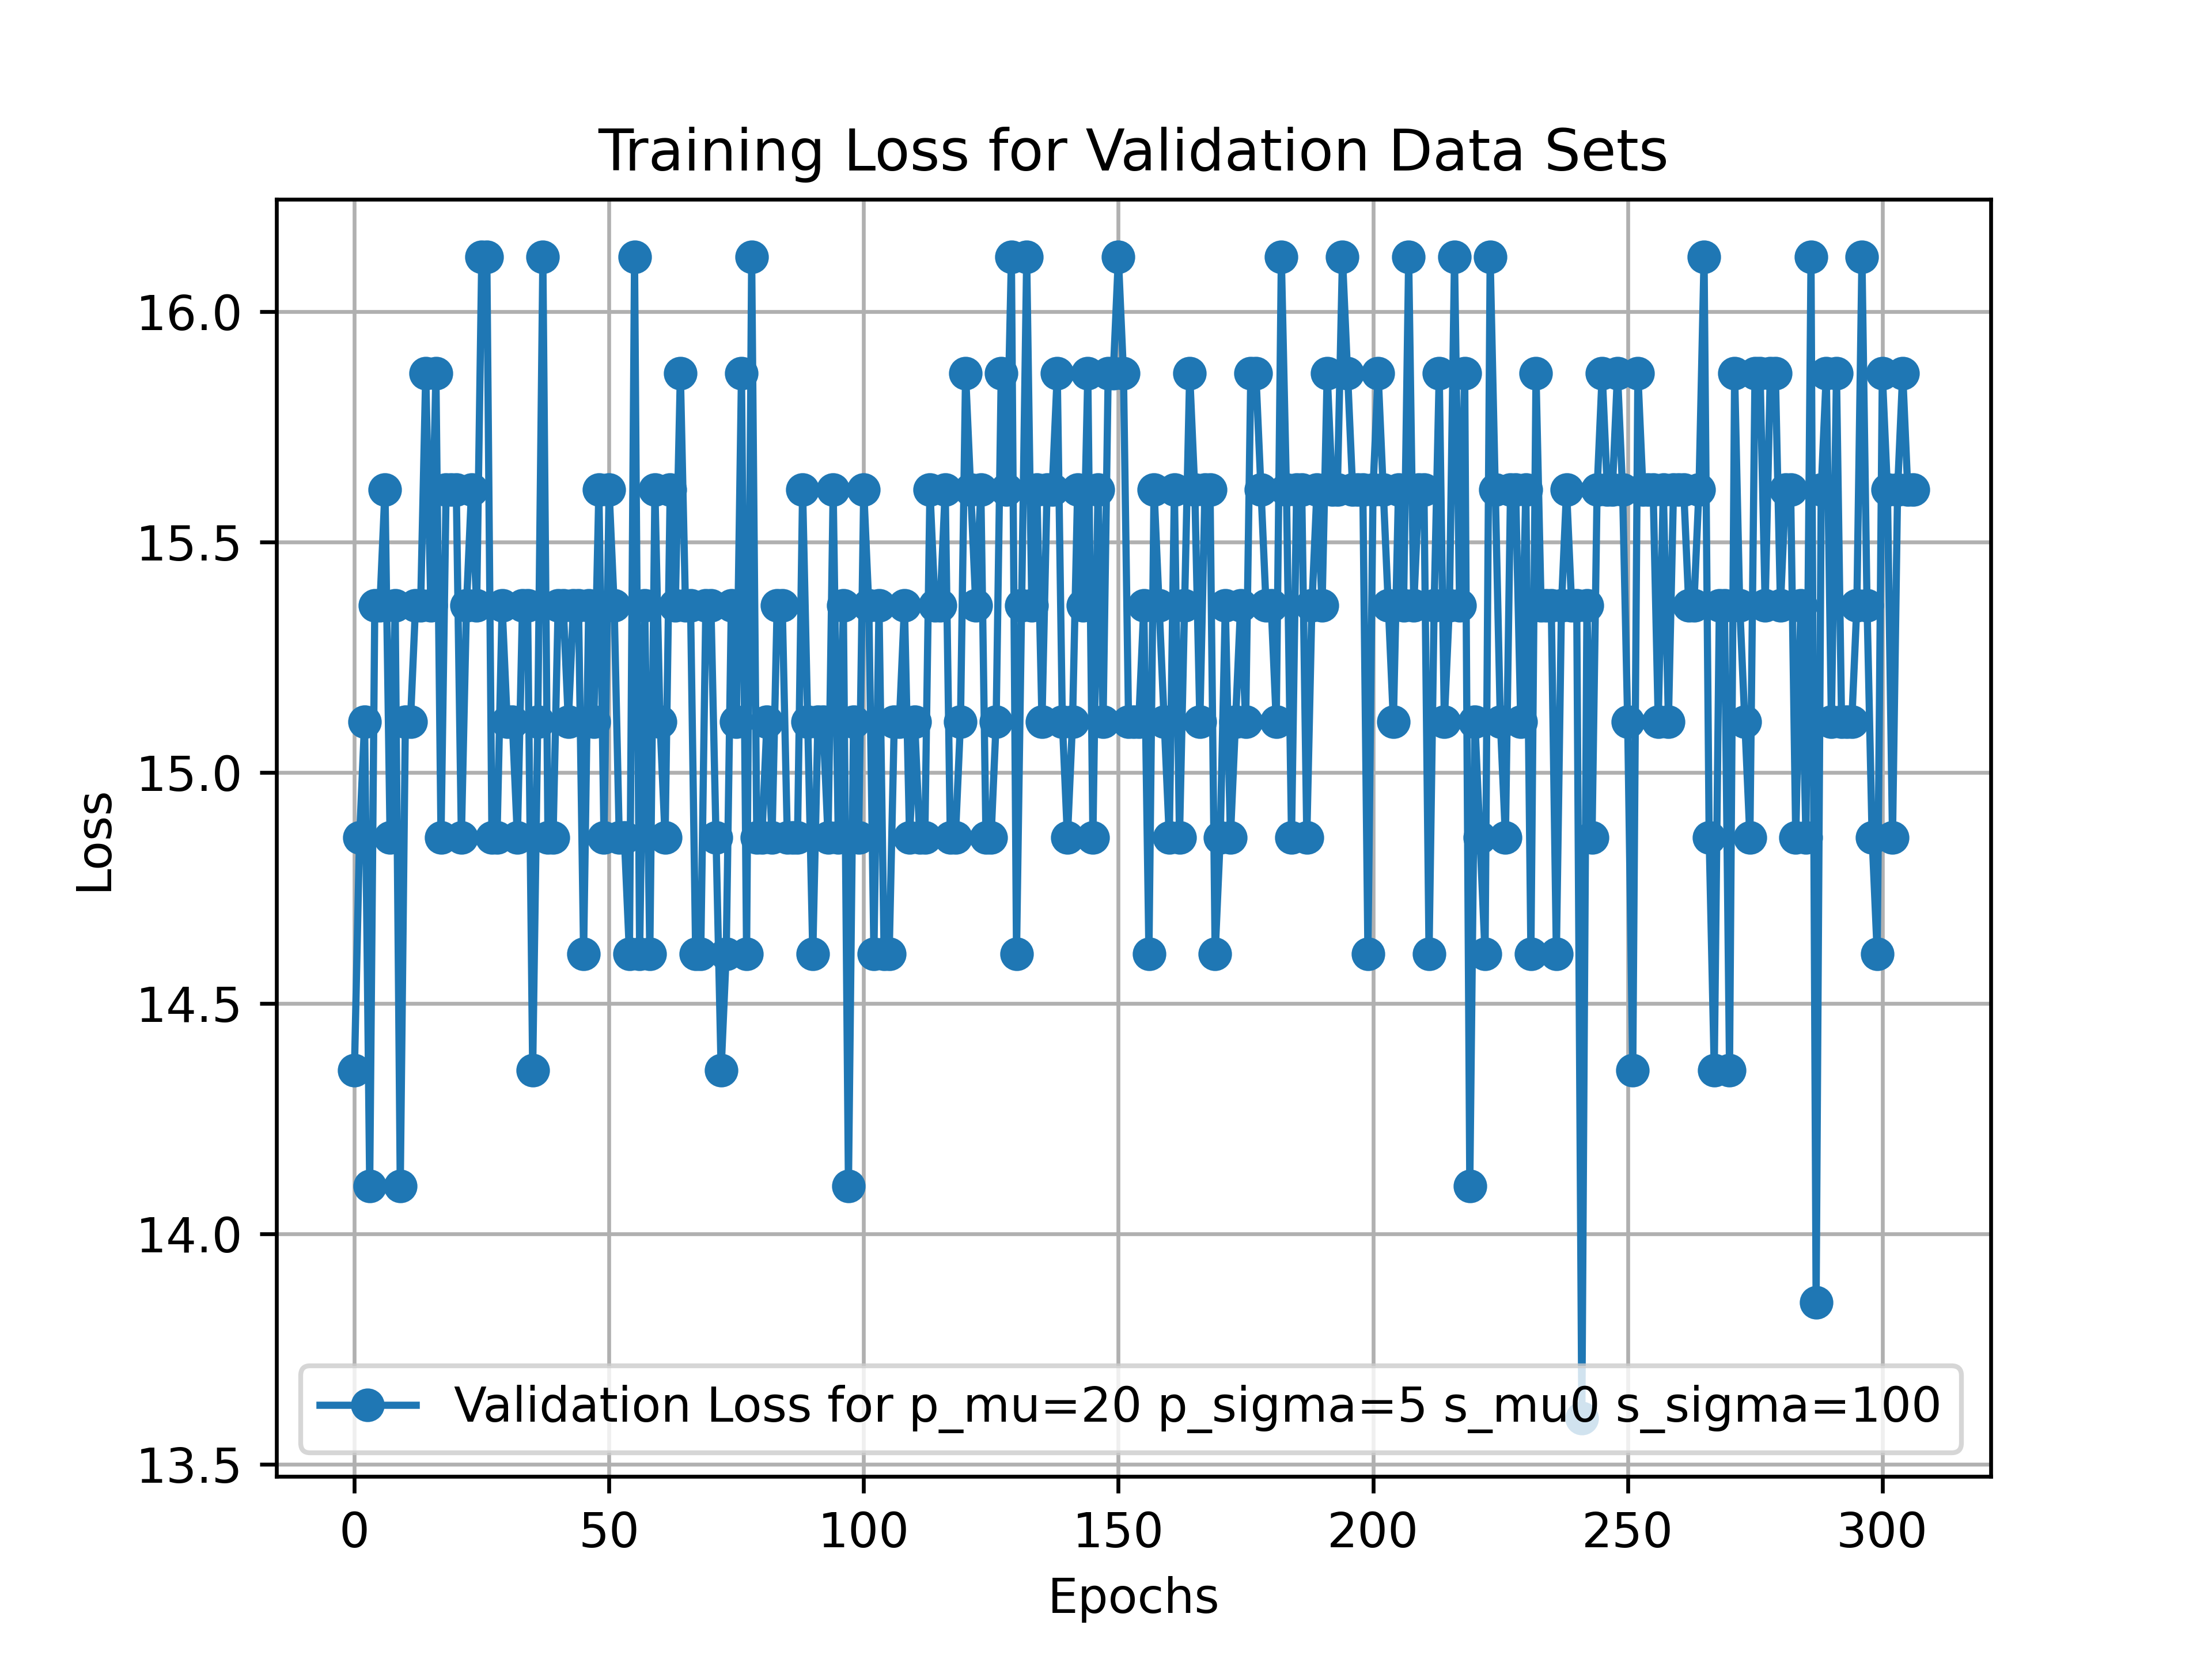 Training Loss for Validation Data Sets
16.0
15.5
15.0
14.5
14.0
13.5
Loss
Validation Loss for p_mu=20 p_sigma=5 s_mu0 s_sigma=100
0 50 100 150 200 250 300
Epochs